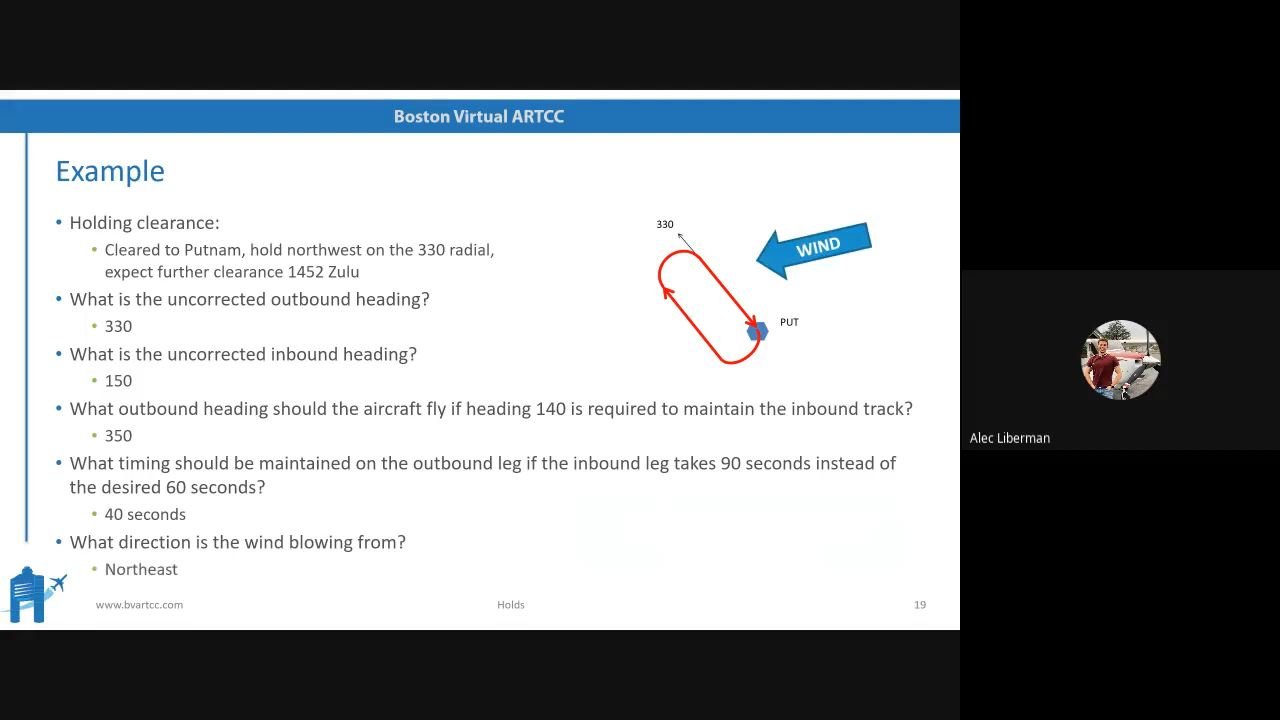 Boston Virtual ARTCC
Example
• Holding clearance:
• Cleared to Putnam, hold northwest on the 330 radial,
expect further clearance 1452 Zulu
• What is the uncorrected outbound heading?
• 330
• What is the uncorrected inbound heading?
• 150
• What outbound heading should the aircraft fly if heading 140 is required to maintain the inbound track?
• 350
• What timing should be maintained on the outbound leg if the inbound leg takes 90 seconds instead of
the desired 60 seconds?
• 40 seconds
• What direction is the wind blowing from?
• Northeast
330
WIND
PUT
www.bvartcc.com
Holds
19
Alec Liberman